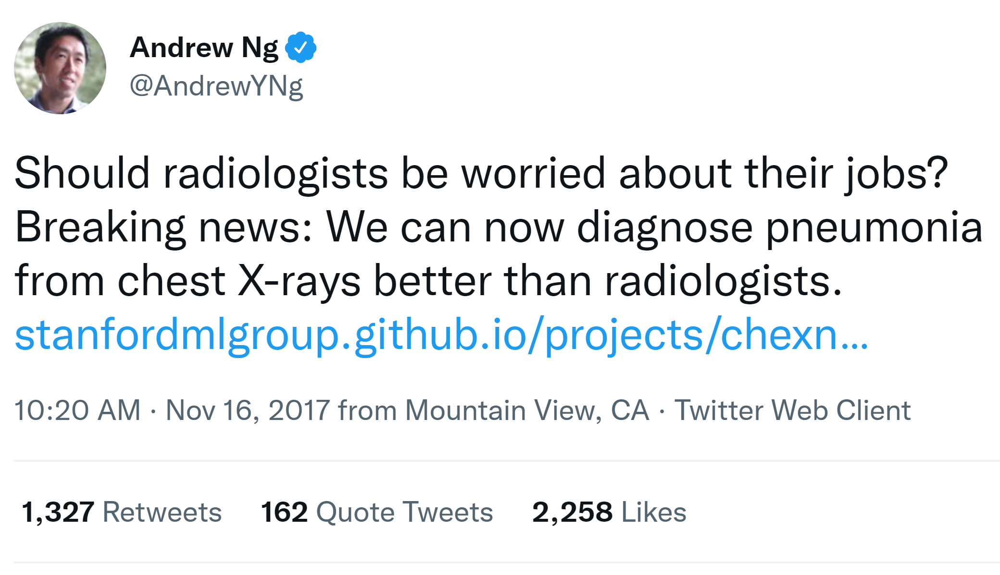 Andrew Ng
@AndrewYNg
Should radiologists be worried about their jobs?
Breaking news: We can now diagnose pneumonia
from chest X-rays better than radiologists.
stanfordmlgroup.github.io/projects/chexn...
10:20 AM · Nov 16, 2017 from Mountain View, CA · Twitter Web Client
1,327 Retweets 162 Quote Tweets 2,258 Likes